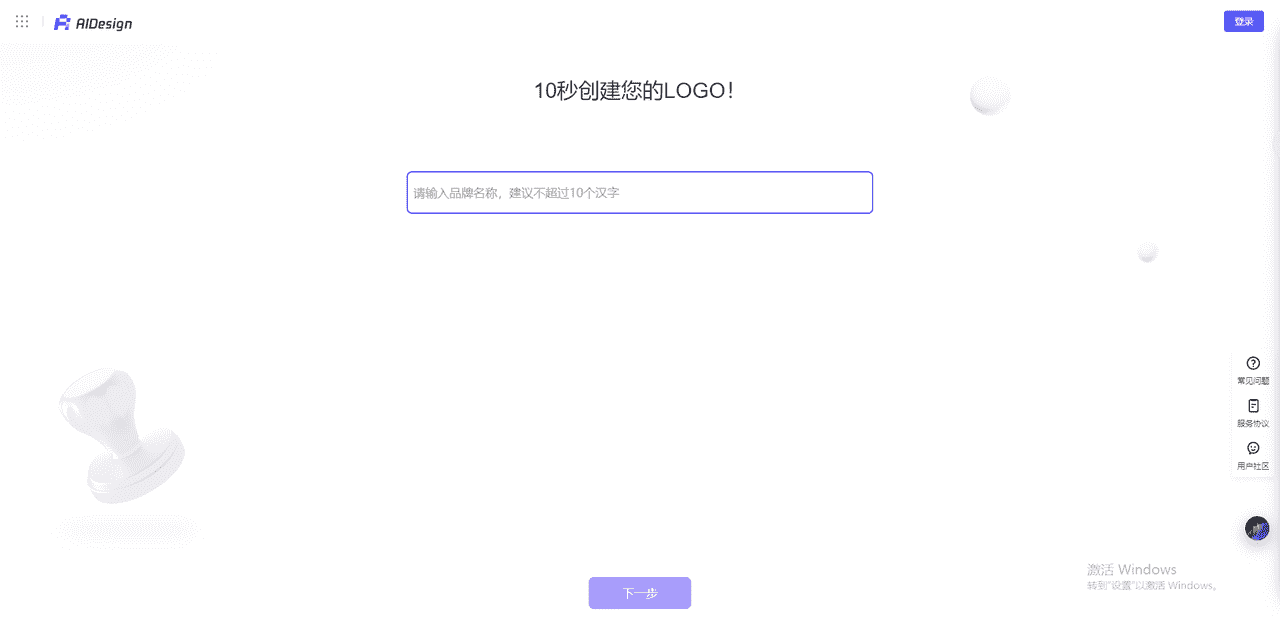 AIDesign
登录
10秒创建您的LOGO！
请输入品牌名称，建议不超过10个汉字
常见问题
服务协议
用户社区
激活 Windows
转到"设置"以激活 Windows。
下一步